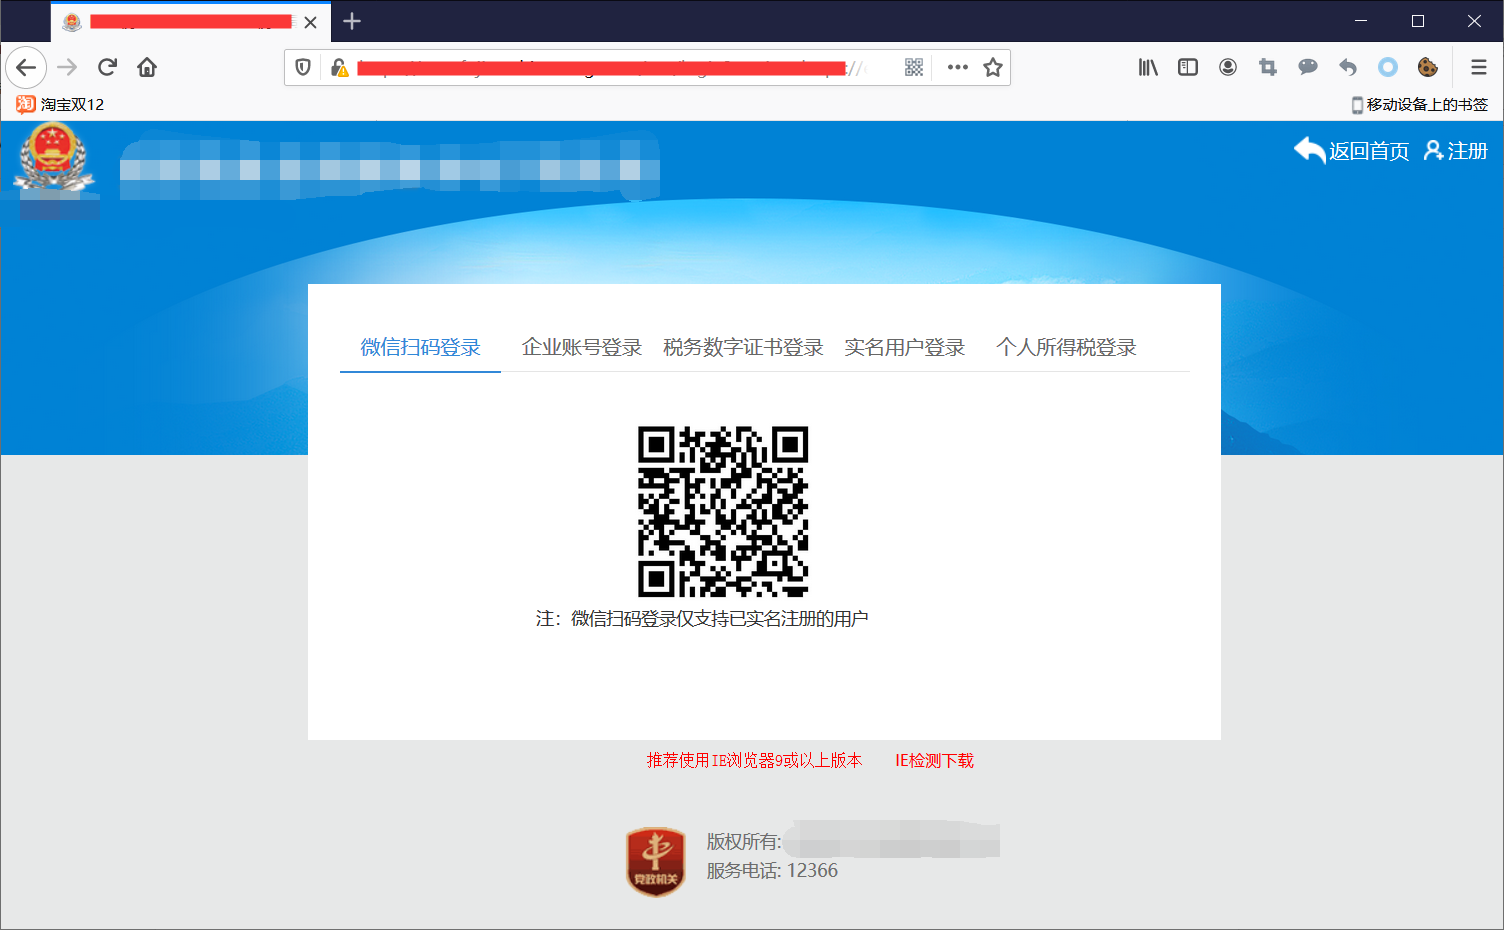 淘 淘宝双12
移动设备上的书签
返回首页 注册
微信扫码登录 企业账号登录 税务数字证书登录 实名用户登录 个人所得税登录
注：微信扫码登录仅支持已实名注册的用户
推荐使用IE浏览器9或以上版本 IE检测下载
党政机关
版权所有:
服务电话: 12366